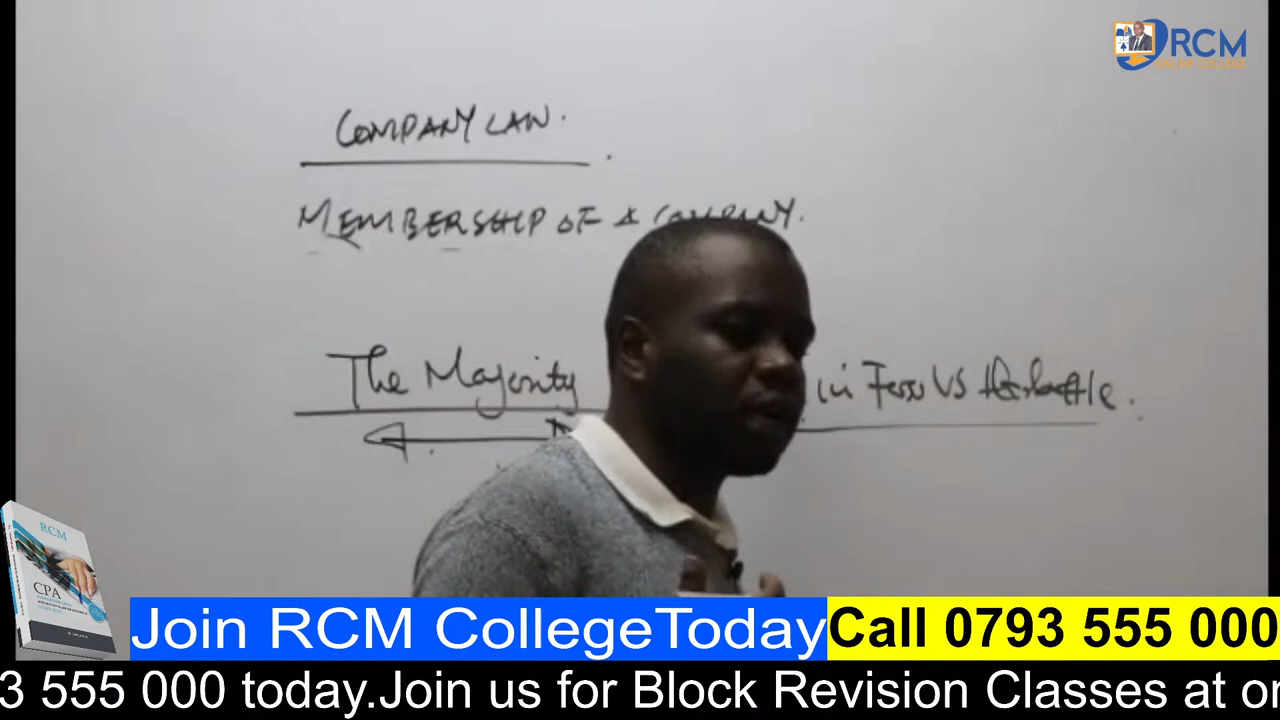 RCM
COMPANY LAW.
MEMBERSHIP OF A COMPANY.
The Majority in Foss VS Harbottle.
RCM
CPA
Join RCM CollegeToday
Call 0793 555 000
3 555 000 today.Join us for Block Revision Classes at or